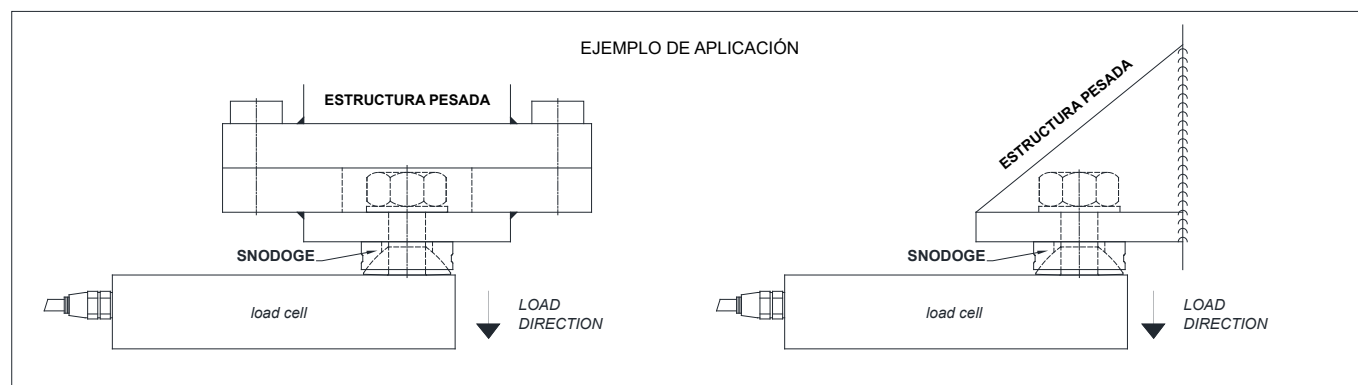 EJEMPLO DE APLICACIÓN
ESTRUCTURA PESADA
SNODOGE
load cell
LOAD
DIRECTION
ESTRUCTURA PESADA
SNODOGE
load cell
LOAD
DIRECTION